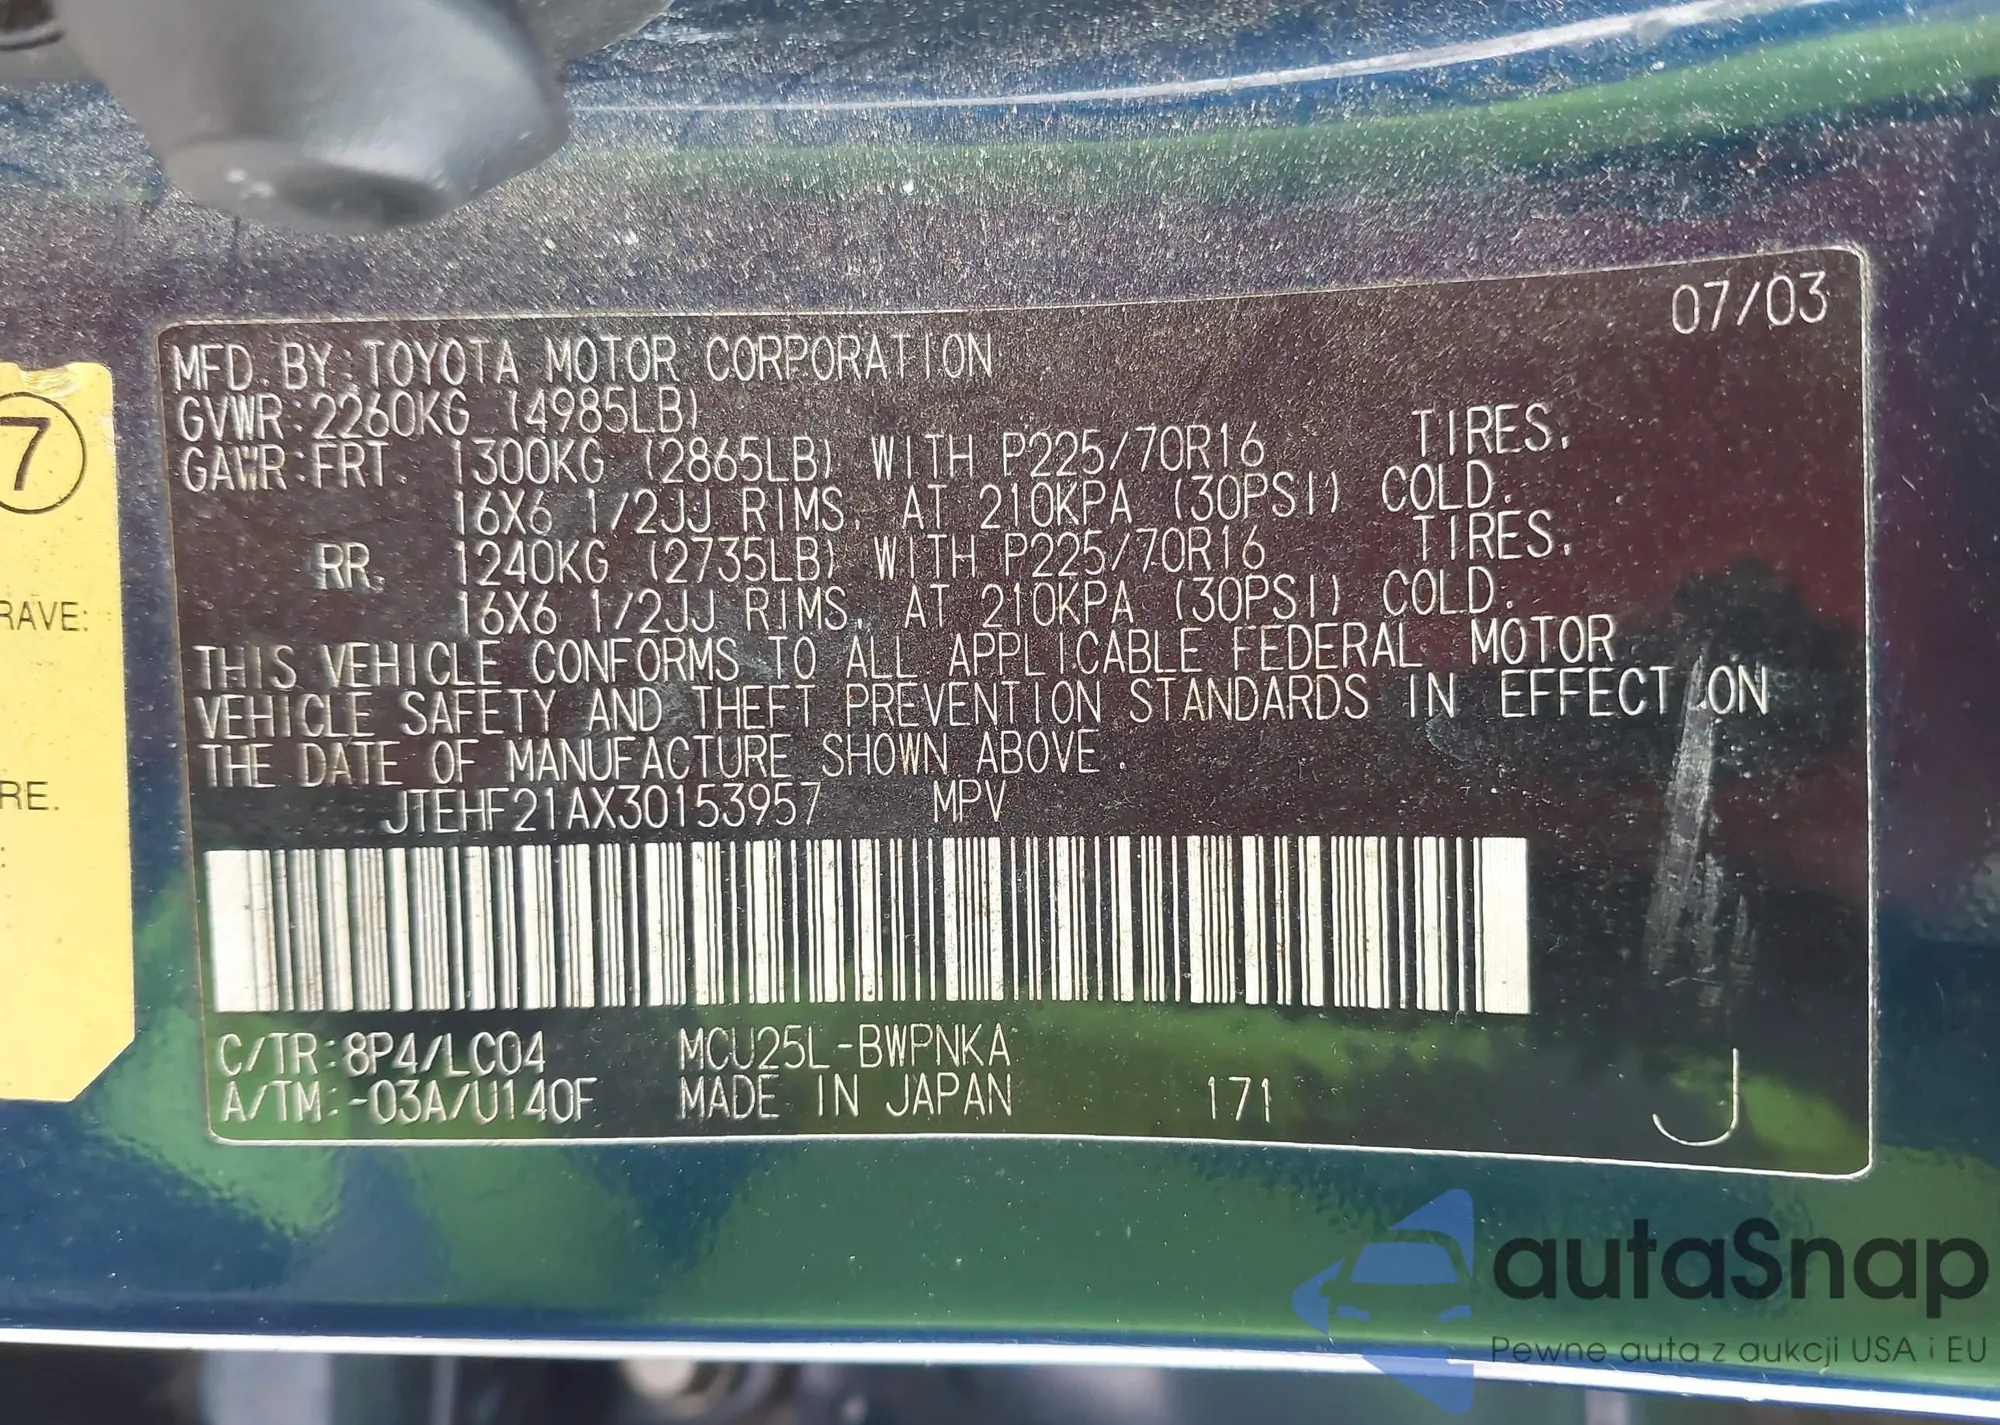 07/03
MFD. BY: TOYOTA MOTOR CORPORATION
GVWR: 2260KG (4985LB)
GAWR: FRT. 1300KG (2865LB) WITH P225/70R16 TIRES,
16X6 1/2JJ RIMS, AT 210KPA (30PSI) COLD.
RR. 1240KG (2735LB) WITH P225/70R16 TIRES,
16X6 1/2JJ RIMS, AT 210KPA (30PSI) COLD.
THIS VEHICLE CONFORMS TO ALL APPLICABLE FEDERAL MOTOR
VEHICLE SAFETY AND THEFT PREVENTION STANDARDS IN EFFECT ON
THE DATE OF MANUFACTURE SHOWN ABOVE.
JTEHF21AX30153957 MPV
C/TR: 8P4/LC04 MCU25L-BWPNKA
A/TM: -03A/U140F MADE IN JAPAN 171 J
7
RAVE:
RE.
:
autaSnap
Pewne auta z aukcji USA i EU